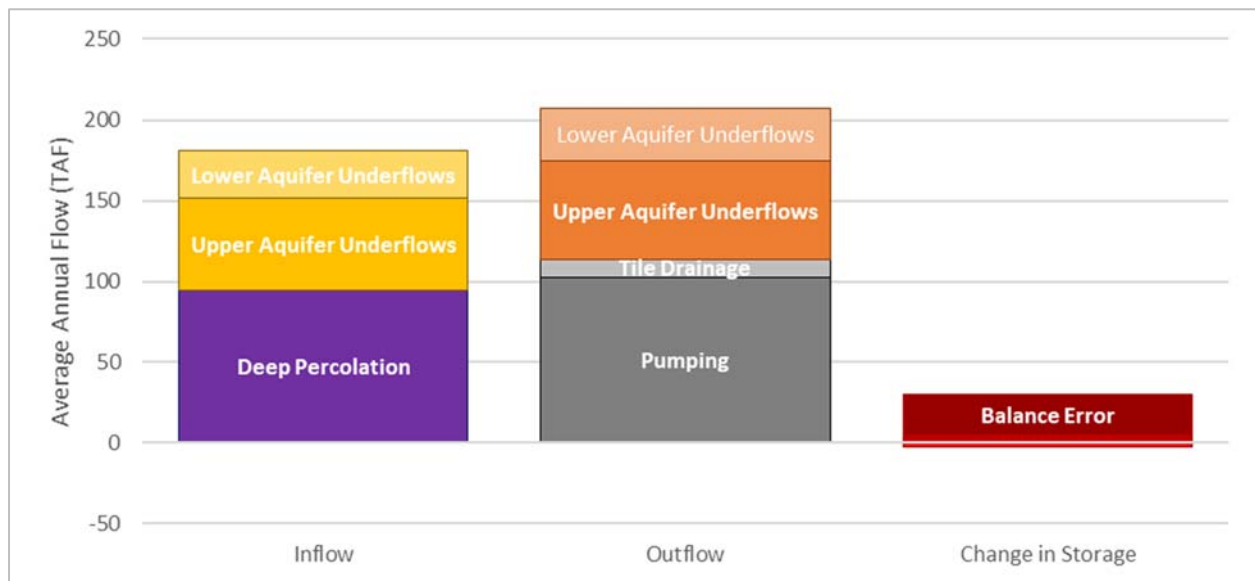 Average Annual Flow (TAF)
250
200
150
100
50
0
-50
Lower Aquifer Underflows
Upper Aquifer Underflows
Deep Percolation
Lower Aquifer Underflows
Upper Aquifer Underflows
Tile Drainage
Pumping
Balance Error
Inflow
Outflow
Change in Storage